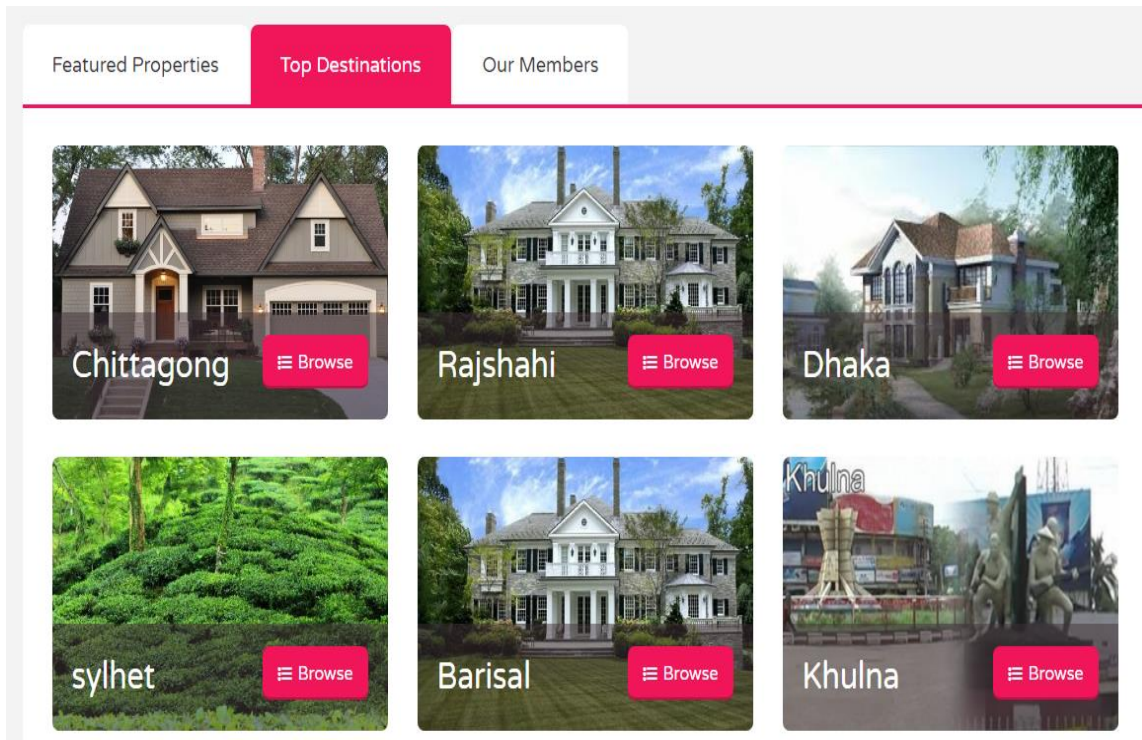 Featured Properties
Top Destinations
Our Members
Chittagong
Browse
Rajshahi
Browse
Dhaka
Browse
sylhet
Browse
Barisal
Browse
Khulna
Khulna
Browse